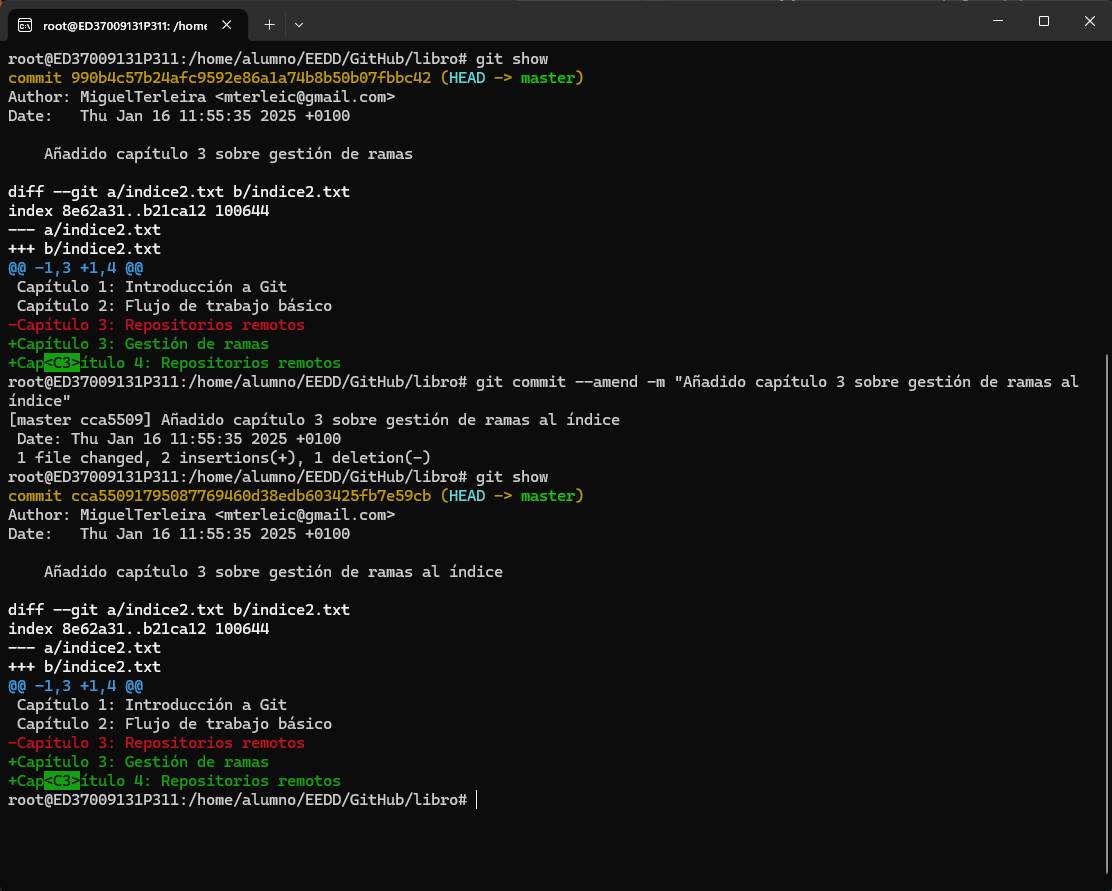 root@ED37009131P311: /home
root@ED37009131P311:/home/alumno/EEDD/GitHub/libro# git show
commit 990b4c57b24afc9592e86a1a74b8b50b07fbbc42 (HEAD -> master)
Author: MiguelTerleira <mterleic@gmail.com>
Date:   Thu Jan 16 11:55:35 2025 +0100
    Añadido capítulo 3 sobre gestión de ramas
diff --git a/indice2.txt b/indice2.txt
index 8e62a31..b21ca12 100644
--- a/indice2.txt
+++ b/indice2.txt
@@ -1,3 +1,4 @@
 Capítulo 1: Introducción a Git
 Capítulo 2: Flujo de trabajo básico
-Capítulo 3: Repositorios remotos
+Capítulo 3: Gestión de ramas
+Cap<C3>ítulo 4: Repositorios remotos
root@ED37009131P311:/home/alumno/EEDD/GitHub/libro# git commit --amend -m "Añadido capítulo 3 sobre gestión de ramas al
índice"
[master cca5509] Añadido capítulo 3 sobre gestión de ramas al índice
 Date: Thu Jan 16 11:55:35 2025 +0100
 1 file changed, 2 insertions(+), 1 deletion(-)
root@ED37009131P311:/home/alumno/EEDD/GitHub/libro# git show
commit cca55091795087769460d38edb603425fb7e59cb (HEAD -> master)
Author: MiguelTerleira <mterleic@gmail.com>
Date:   Thu Jan 16 11:55:35 2025 +0100
    Añadido capítulo 3 sobre gestión de ramas al índice
diff --git a/indice2.txt b/indice2.txt
index 8e62a31..b21ca12 100644
--- a/indice2.txt
+++ b/indice2.txt
@@ -1,3 +1,4 @@
 Capítulo 1: Introducción a Git
 Capítulo 2: Flujo de trabajo básico
-Capítulo 3: Repositorios remotos
+Capítulo 3: Gestión de ramas
+Cap<C3>ítulo 4: Repositorios remotos
root@ED37009131P311:/home/alumno/EEDD/GitHub/libro#